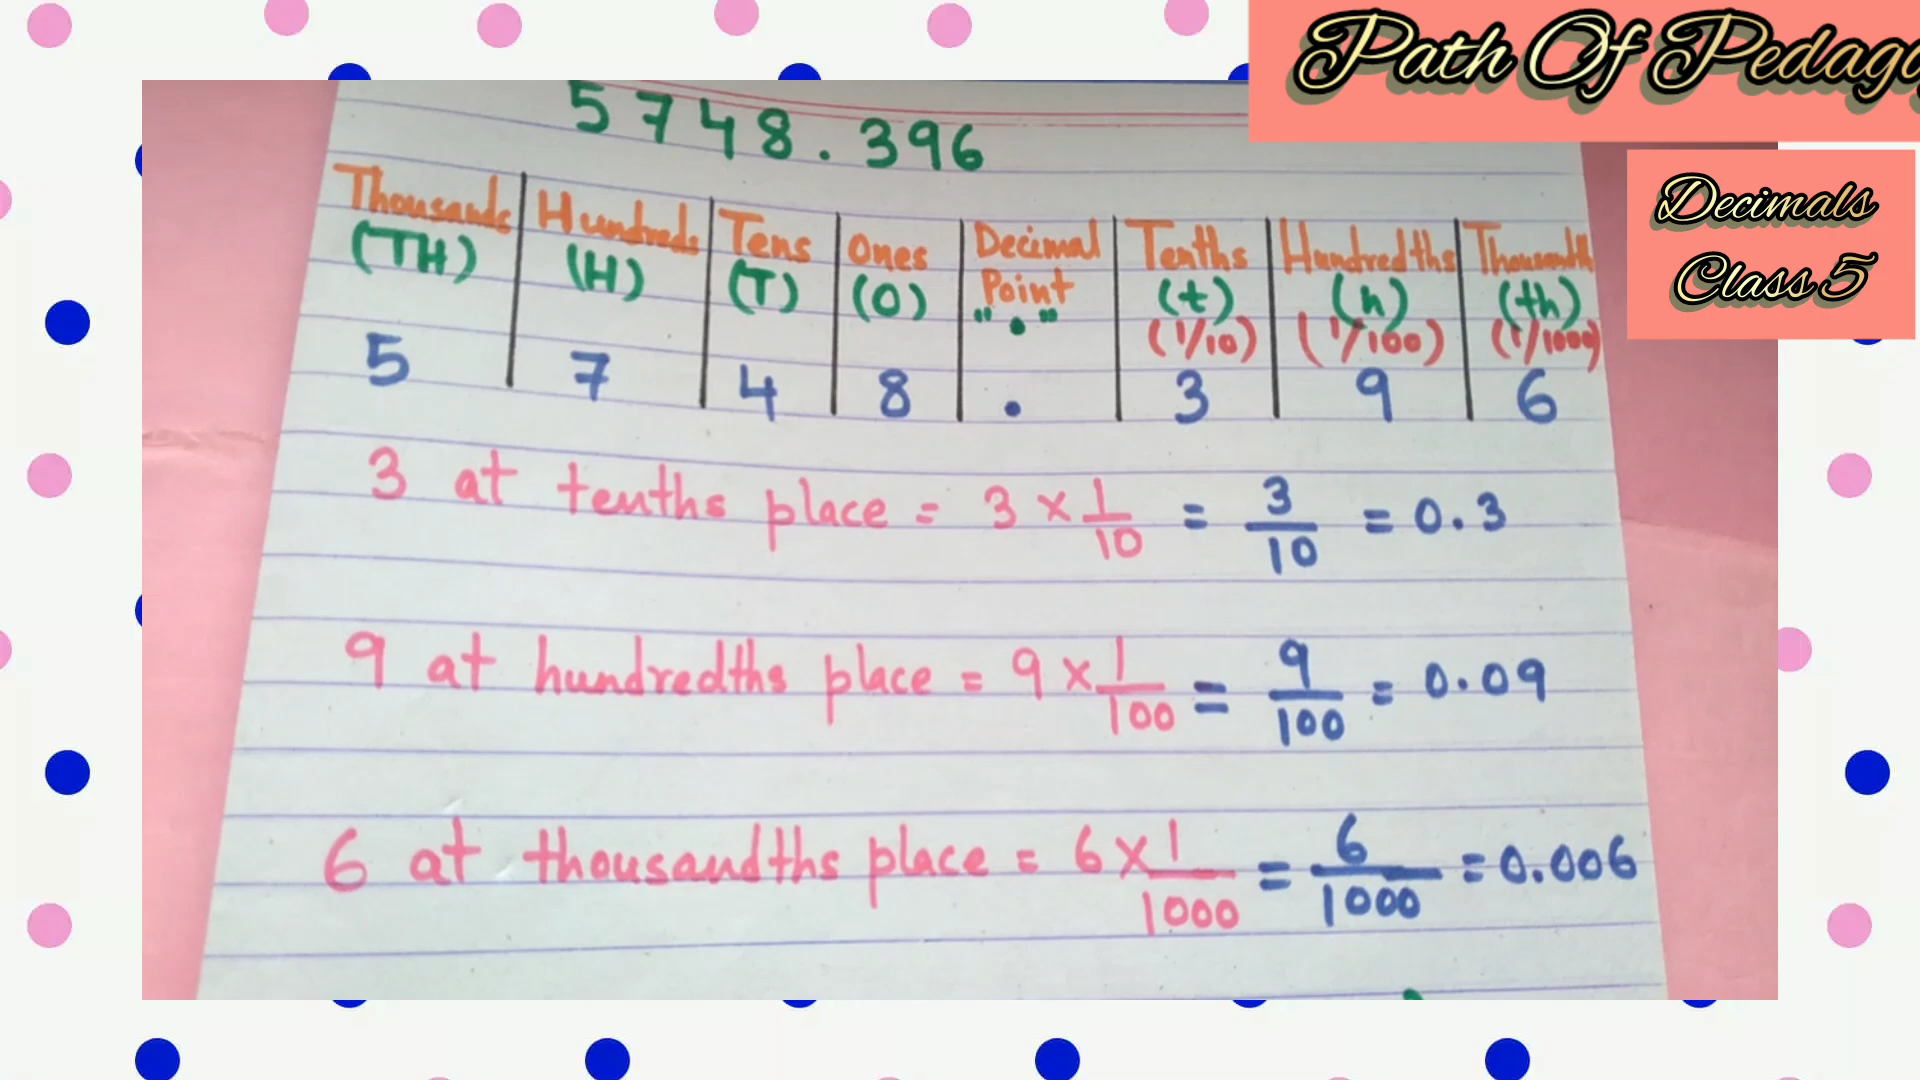 Path Of Pedag
Decimals
Class 5
5748.396
Thousands Hundreds Tens Ones Decimal Point Tenths Hundredths Thousandth
(TH) (H) (T) (O) "." (t) (h) (th)
(1/10) (1/100) (1/1000)
5 7 4 8 . 3 9 6
3 at tenths place = 3 × 1/10 = 3/10 = 0.3
9 at hundredths place = 9 × 1/100 = 9/100 = 0.09
6 at thousandths place = 6 × 1/1000 = 6/1000 = 0.006